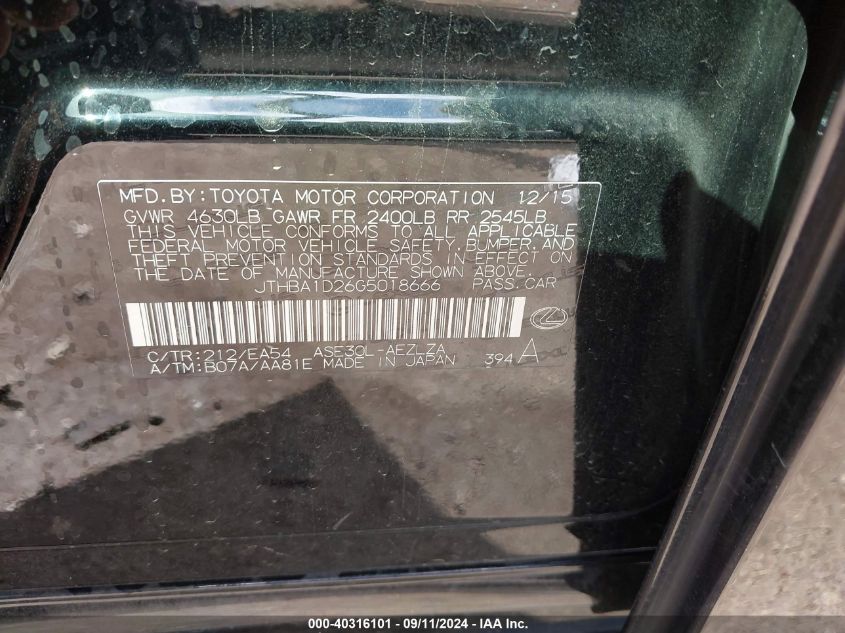 MFD.BY:TOYOTA MOTOR CORPORATION 12/15
GVWR 4630LB GAWR FR 2400LB RR 2545LB
THIS VEHICLE CONFORMS TO ALL APPLICABLE
FEDERAL MOTOR VEHICLE SAFETY,BUMPER,AND
THEFT PREVENTION STANDARDS IN EFFECT ON
THE DATE OF MANUFACTURE SHOWN ABOVE.
JTHBA1D26G5018666 PASS.CAR
C/TR:212/EA54 ASE30L-AEZLZA
A/TM:B07A/AA81E MADE IN JAPAN 394 A
000-40316101 - 09/11/2024 - IAA Inc.